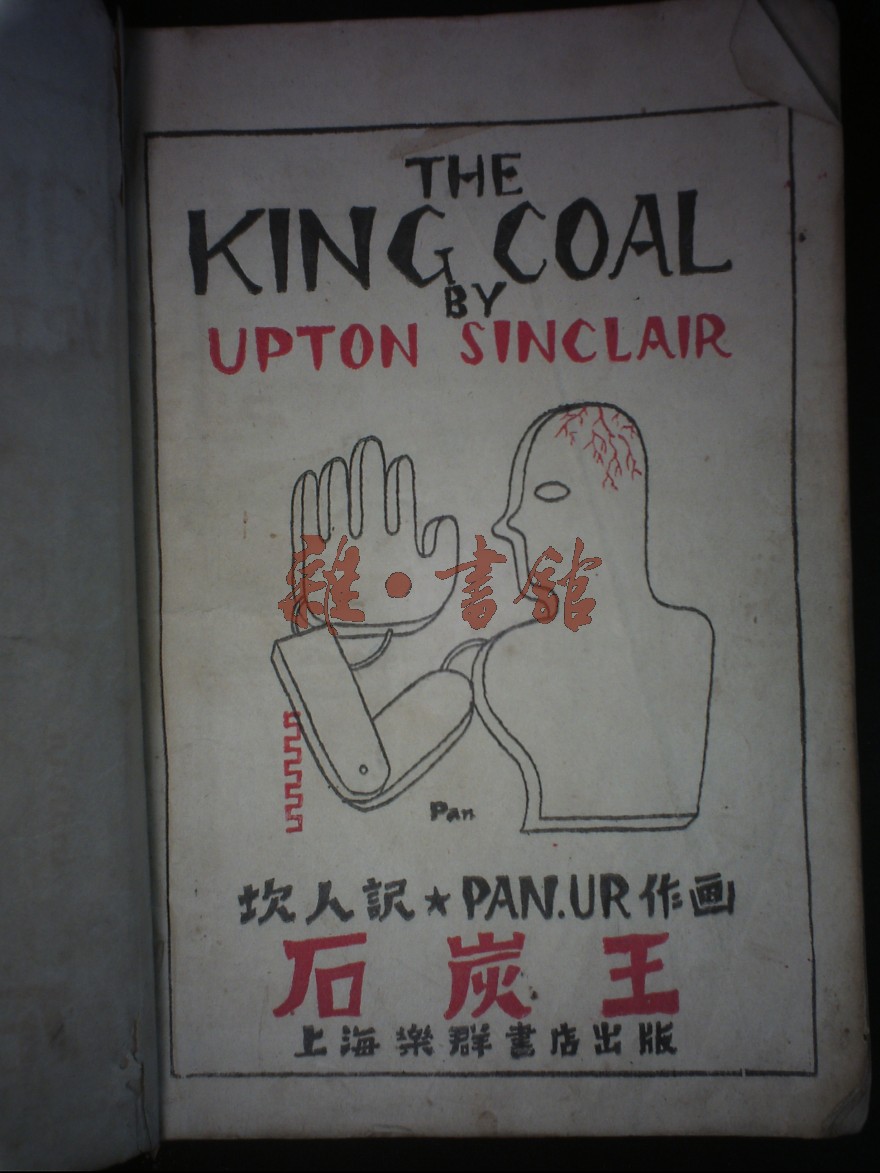 THE
KING COAL
BY
UPTON SINCLAIR
雜·書館
Pan
坎人訳★PAN.UR作画
石炭王
上海樂群書店出版